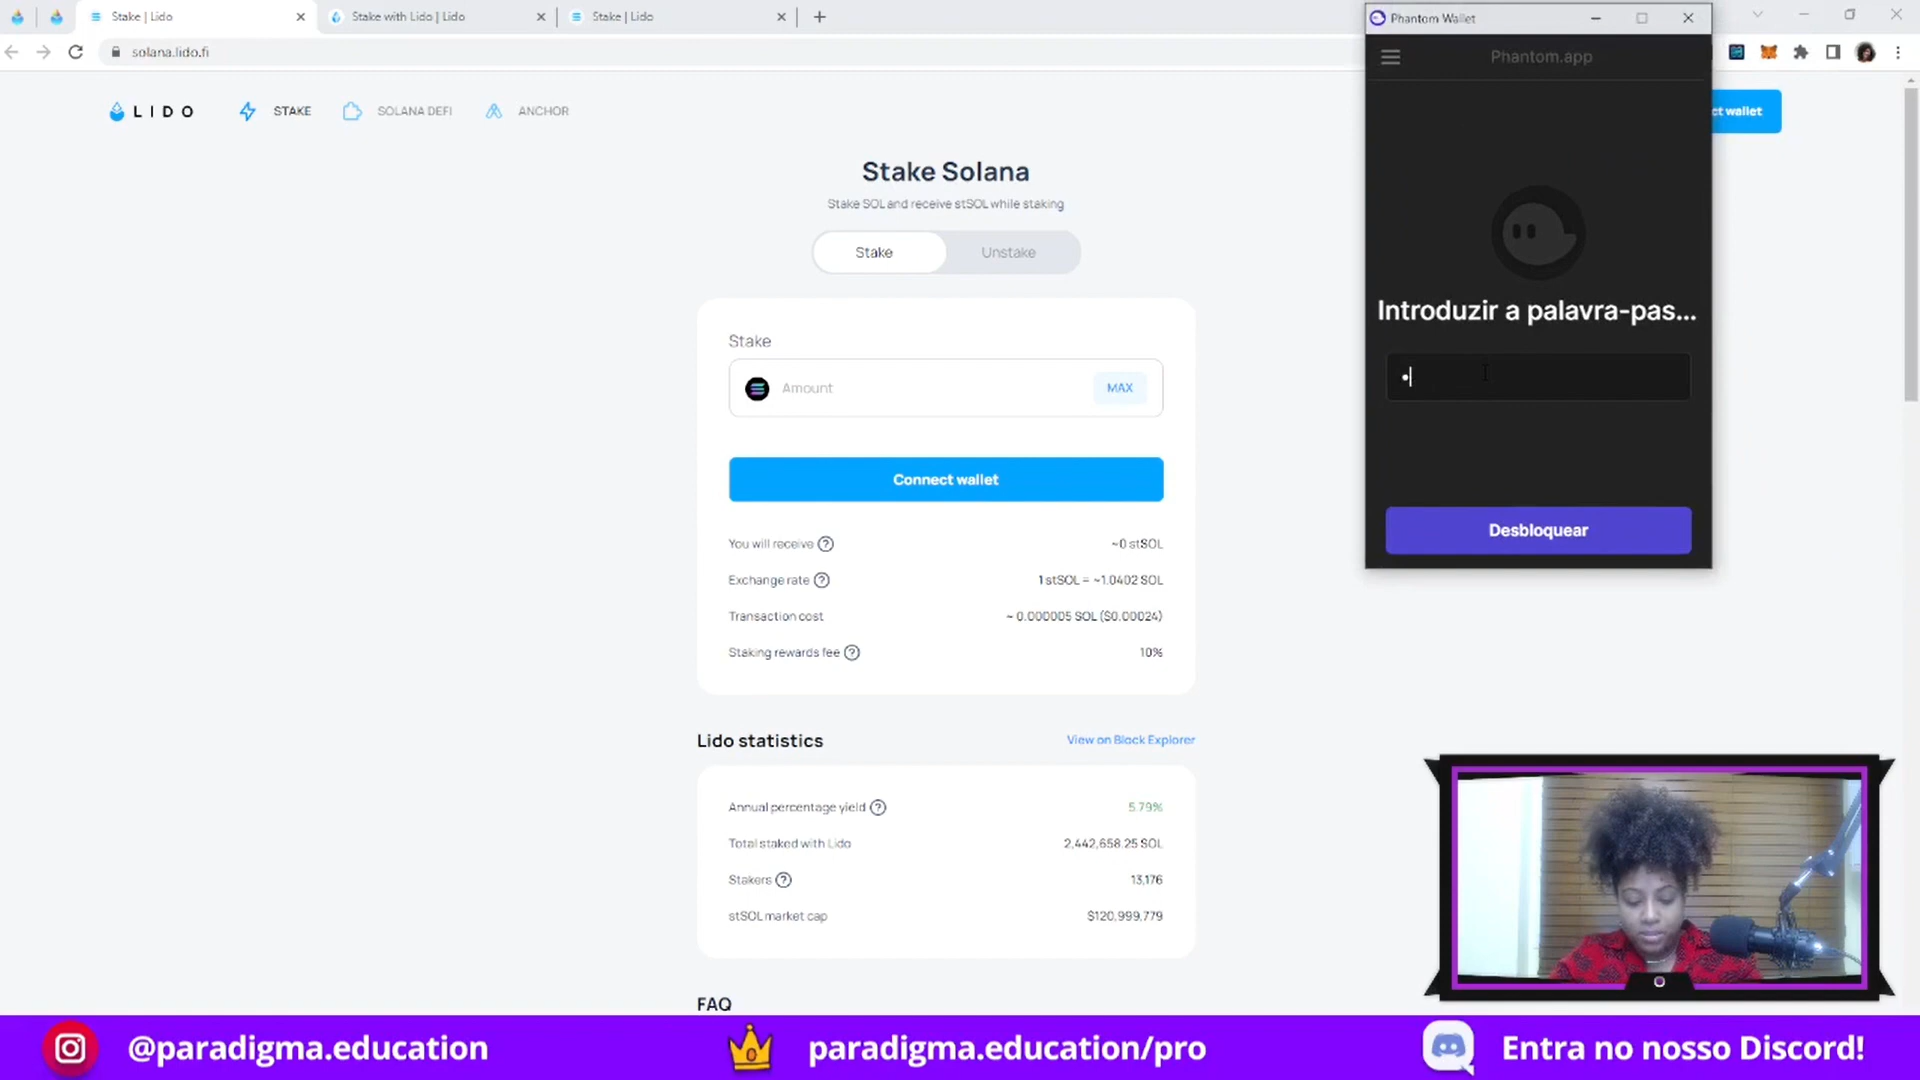 Stake | Lido
Stake with Lido | Lido
Stake | Lido
Phantom Wallet
solana.lido.fi
Phantom.app
LIDO
STAKE
SOLANA DEFI
ANCHOR
ct wallet
Stake Solana
Stake SOL and receive stSOL while staking
Stake
Unstake
Introduzir a palavra-pas...
Stake
Amount
MAX
Connect wallet
Desbloquear
You will receive ?
~0 stSOL
Exchange rate ?
1 stSOL = ~1.0402 SOL
Transaction cost
~ 0.000005 SOL ($0.00024)
Staking rewards fee ?
10%
Lido statistics
View on Block Explorer
Annual percentage yield ?
5.79%
Total staked with Lido
2,442,658.25 SOL
Stakers ?
13,176
stSOL market cap
$120,999,779
FAQ
@paradigma.education
paradigma.education/pro
Entra no nosso Discord!